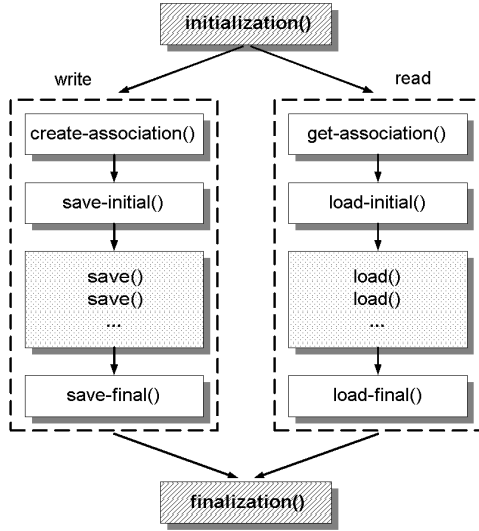 initialization()
write
read
create-association()
save-initial()
save()
save()
...
save-final()
get-association()
load-initial()
load()
load()
...
load-final()
finalization()